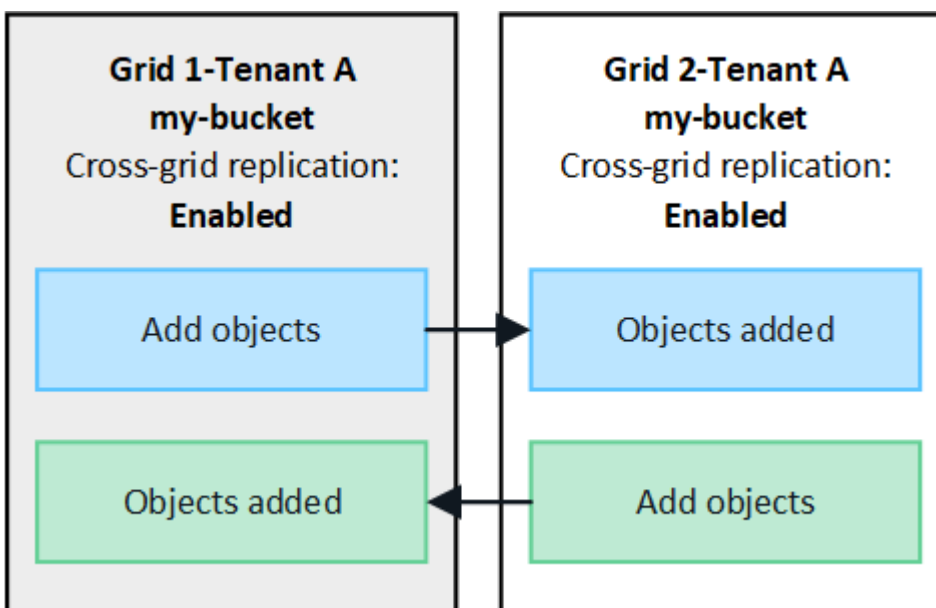 Grid 1-Tenant A
my-bucket
Cross-grid replication:
Enabled
Add objects
Objects added
Grid 2-Tenant A
my-bucket
Cross-grid replication:
Enabled
Objects added
Add objects